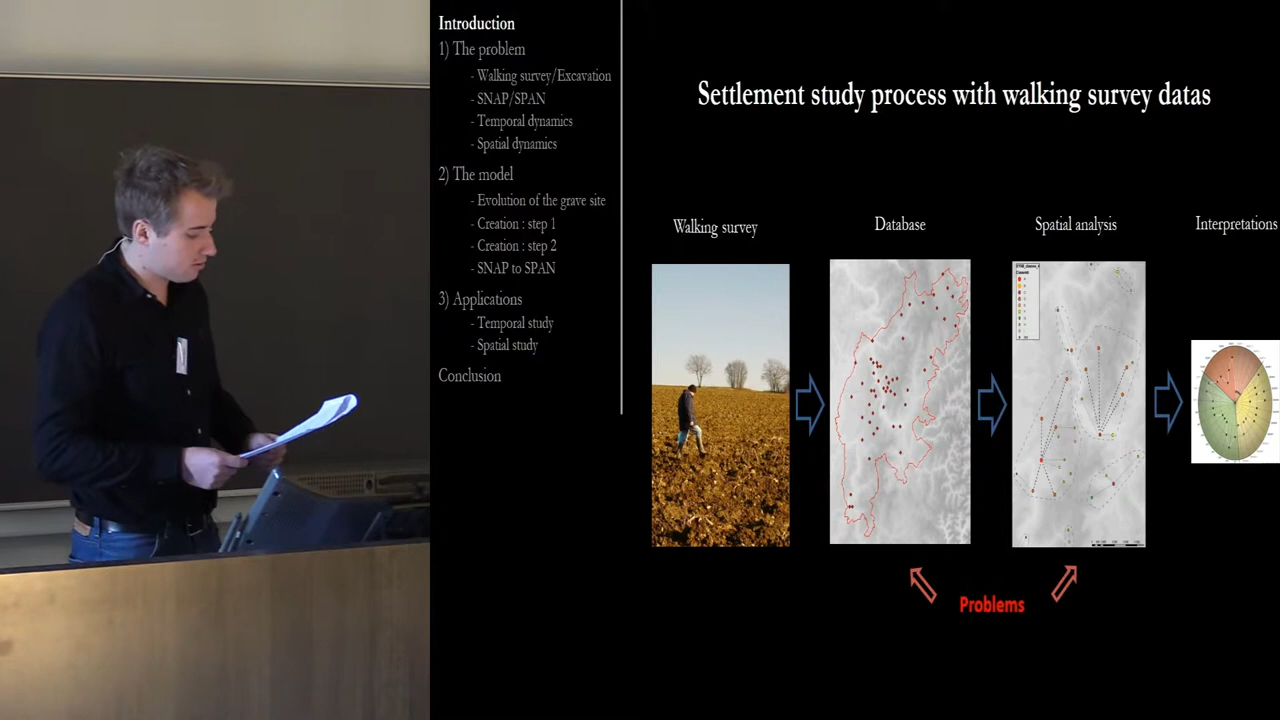 Introduction
1) The problem
- Walking survey/Excavation
- SNAP/SPAN
- Temporal dynamics
- Spatial dynamics
2) The model
- Evolution of the grave site
- Creation : step 1
- Creation : step 2
- SNAP to SPAN
3) Applications
- Temporal study
- Spatial study
Conclusion
Settlement study process with walking survey datas
Walking survey
Database
Spatial analysis
Interpretations
Problems